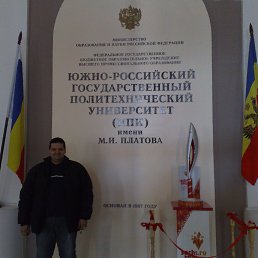 МИНИСТЕРСТВО
ОБРАЗОВАНИЯ И НАУКИ РОССИЙСКОЙ ФЕДЕРАЦИИ
ФЕДЕРАЛЬНОЕ ГОСУДАРСТВЕННОЕ
БЮДЖЕТНОЕ ОБРАЗОВАТЕЛЬНОЕ УЧРЕЖДЕНИЕ
ВЫСШЕГО ПРОФЕССИОНАЛЬНОГО ОБРАЗОВАНИЯ
ЮЖНО-РОССИЙСКИЙ
ГОСУДАРСТВЕННЫЙ
ПОЛИТЕХНИЧЕСКИЙ
УНИВЕРСИТЕТ
(НПИ)
ИМЕНИ
М.И. ПЛАТОВА
ОСНОВАН В 1907 ГОДУ